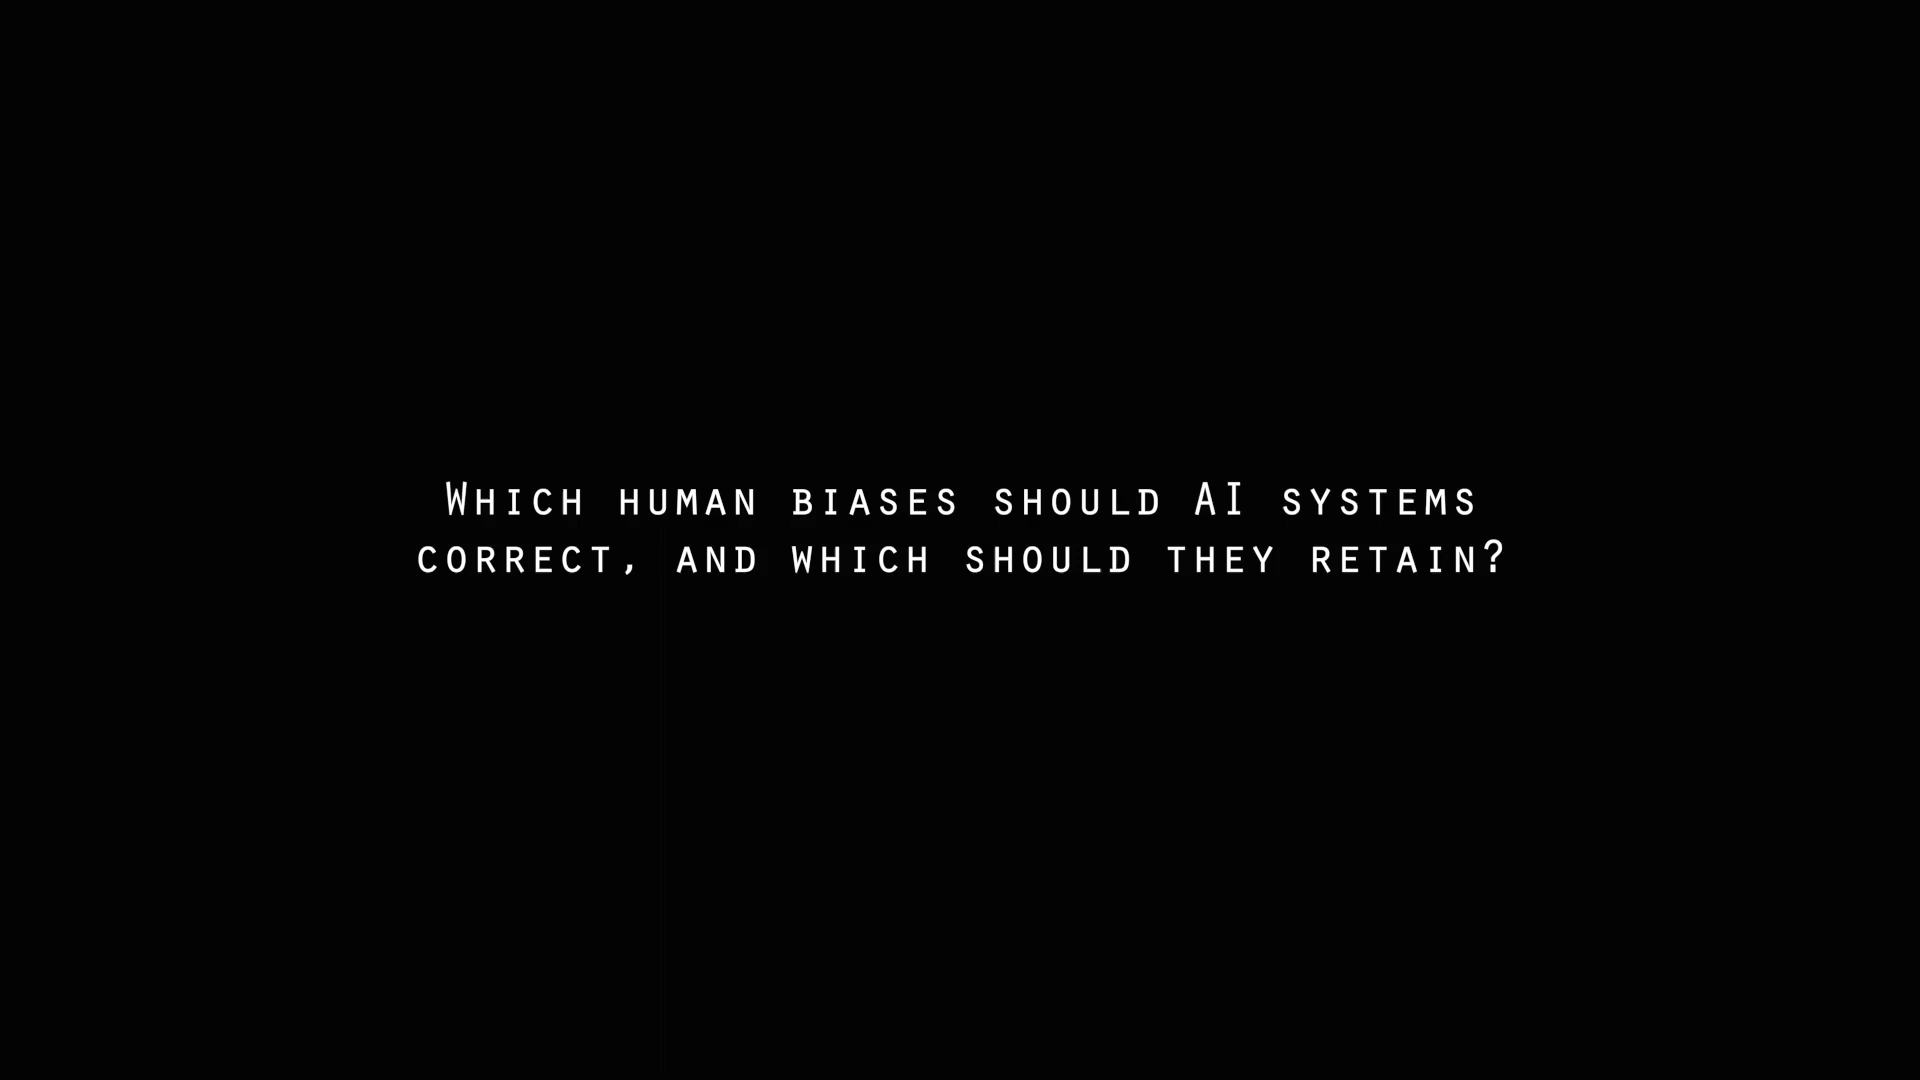 Which human biases should AI systems
correct, and which should they retain?